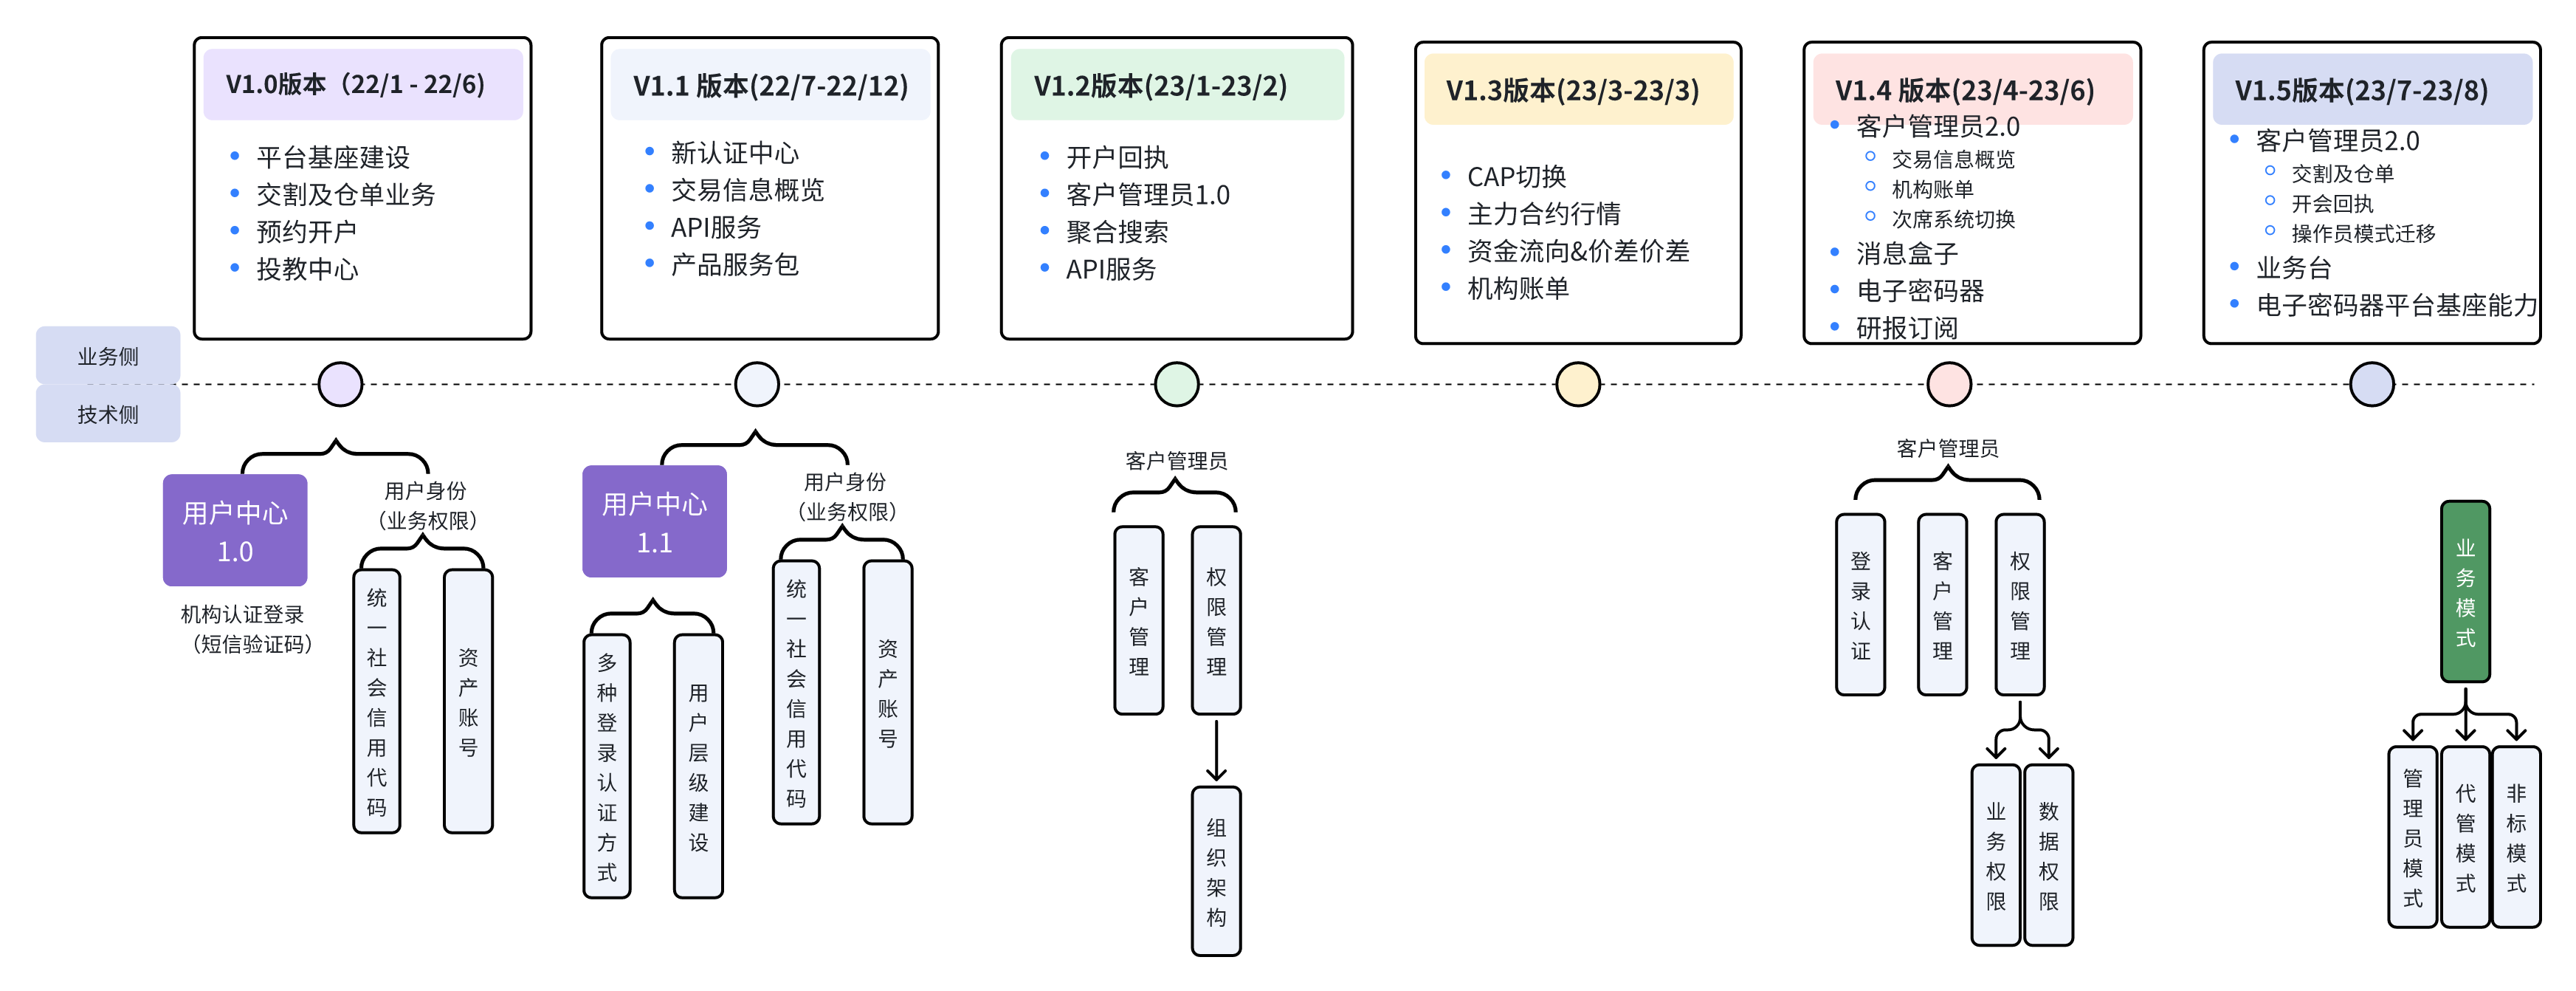 V1.0版本（22/1 - 22/6)
平台基座建设
交割及仓单业务
预约开户
投教中心
V1.1 版本(22/7-22/12)
新认证中心
交易信息概览
API服务
产品服务包
V1.2版本(23/1-23/2)
开户回执
客户管理员1.0
聚合搜索
API服务
V1.3版本(23/3-23/3)
CAP切换
主力合约行情
资金流向&价差价差
机构账单
V1.4 版本(23/4-23/6)
客户管理员2.0
交易信息概览
机构账单
次席系统切换
消息盒子
电子密码器
研报订阅
V1.5版本(23/7-23/8)
客户管理员2.0
交割及仓单
开会回执
操作员模式迁移
业务台
电子密码器平台基座能力
业务侧
技术侧
用户中心
1.0
机构认证登录
（短信验证码）
用户身份
（业务权限）
统一社会信用代码
资产账号
用户中心
1.1
多种登录认证方式
用户层级建设
用户身份
（业务权限）
统一社会信用代码
资产账号
客户管理员
客户管理
权限管理
组织架构
客户管理员
登录认证
客户管理
权限管理
业务权限
数据权限
业务模式
管理员模式
代管模式
非标模式